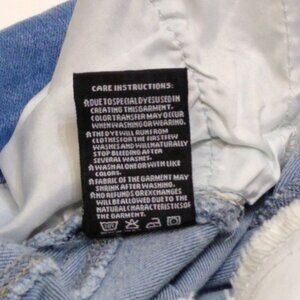 CARE INSTRUCTIONS:
☆DUE TO SPECIAL DYES USED IN
CREATING THIS GARMENT,
COLOR TRANSFER MAY OCCUR
WHEN WASHING OR WEARING.
☆THE DYE WILL RUN FROM
CLOTHES FOR THE FIRST FEW
WASHES AND WILL NATURALLY
STOP BLEEDING AFTER
SEVERAL WASHES.
☆WASH ALONE OR WITH LIKE
COLORS.
☆FABRIC OF THE GARMENT MAY
SHRINK AFTER WASHING.
☆NO REFUNDS OR EXCHANGES
WILL BE ALLOWED DUE TO THE
NATURAL CHARACTERISTICS OF
THE GARMENT.